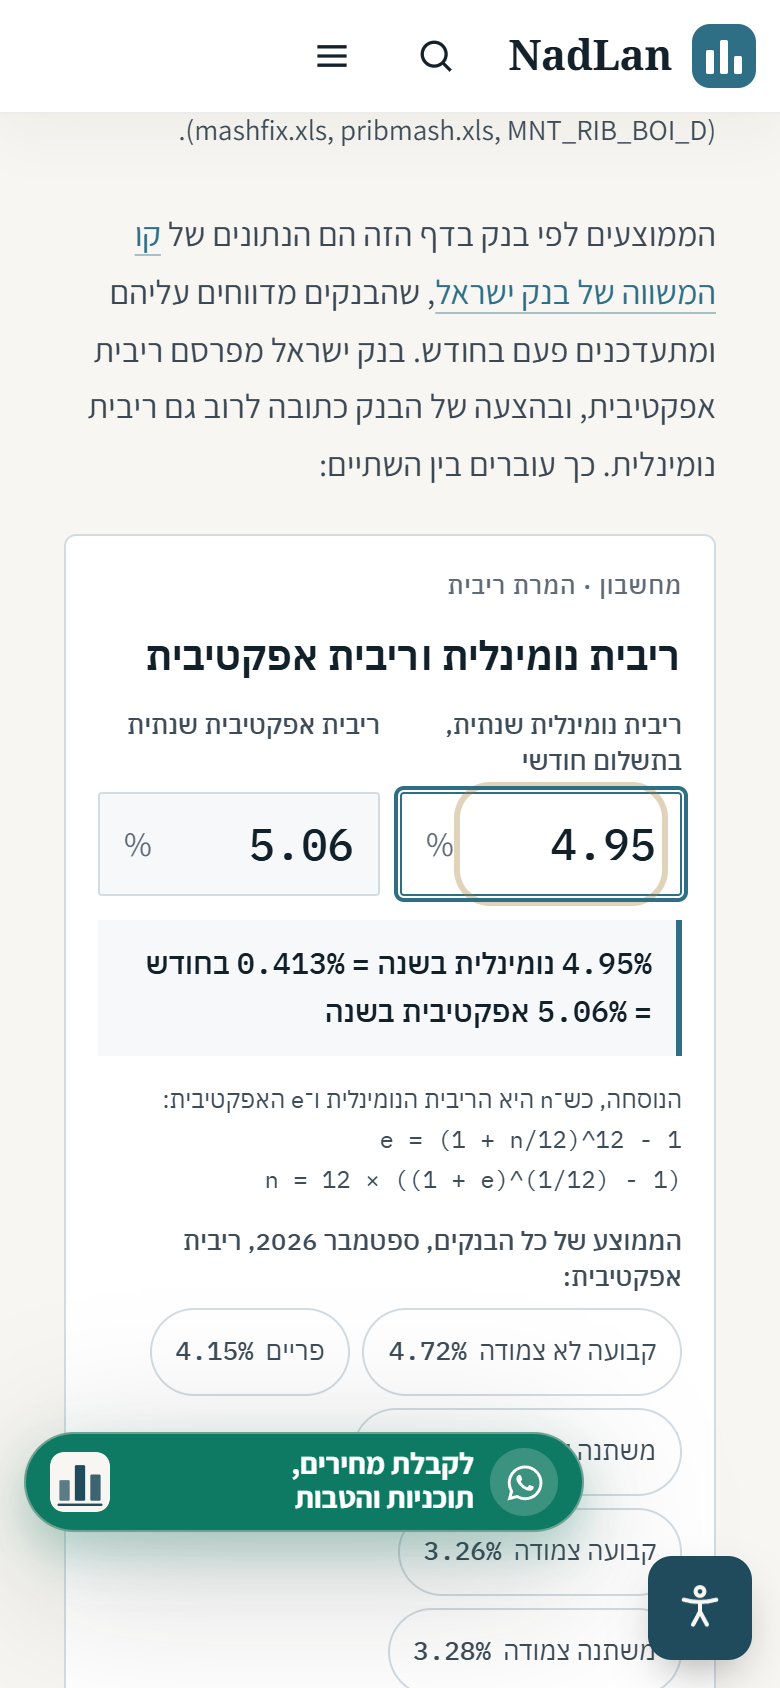 NadLan
(mashfix.xls, pribmash.xls, MNT_RIB_BOI_D).
הממוצעים לפי בנק בדף הזה הם הנתונים של קו
המשווה של בנק ישראל, שהבנקים מדווחים עליהם
ומתעדכנים פעם בחודש. בנק ישראל מפרסם ריבית
אפקטיבית, ובהצעה של הבנק כתובה לרוב גם ריבית
נומינלית. כך עוברים בין השתיים:
מחשבון · המרת ריבית
ריבית נומינלית וריבית אפקטיבית
ריבית נומינלית שנתית,
בתשלום חודשי
4.95 %
ריבית אפקטיבית שנתית
5.06 %
4.95% נומינלית בשנה = 0.413% בחודש
= 5.06% אפקטיבית בשנה
הנוסחה, כש־n היא הריבית הנומינלית ו־e האפקטיבית:
e = (1 + n/12)^12 - 1
n = 12 × ((1 + e)^(1/12) - 1)
הממוצע של כל הבנקים, ספטמבר 2026, ריבית
אפקטיבית:
קבועה לא צמודה 4.72%
פריים 4.15%
משתנה
לקבלת מחירים,
תוכניות והטבות
קבועה צמודה 3.26%
משתנה צמודה 3.28%